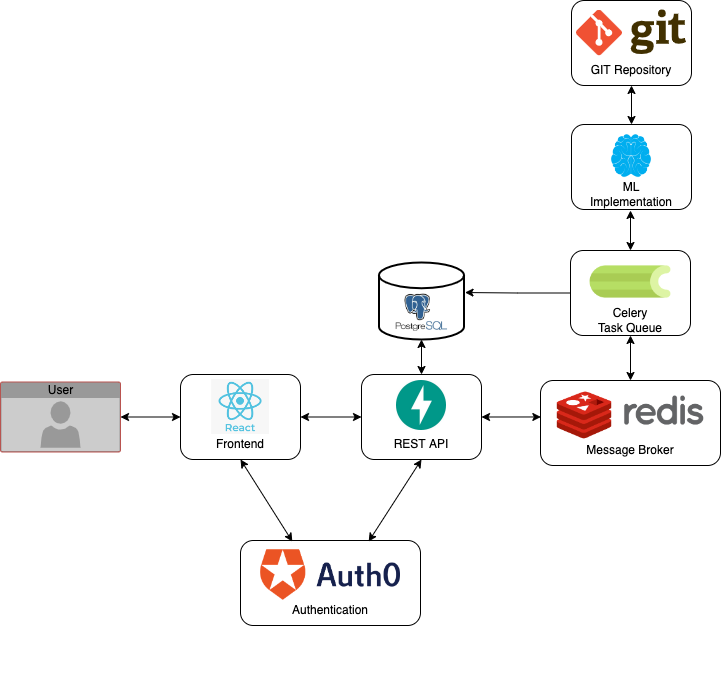 git
GIT Repository
ML
Implementation
PostgreSQL
Celery
Task Queue
User
React
Frontend
REST API
redis
Message Broker
Auth0
Authentication